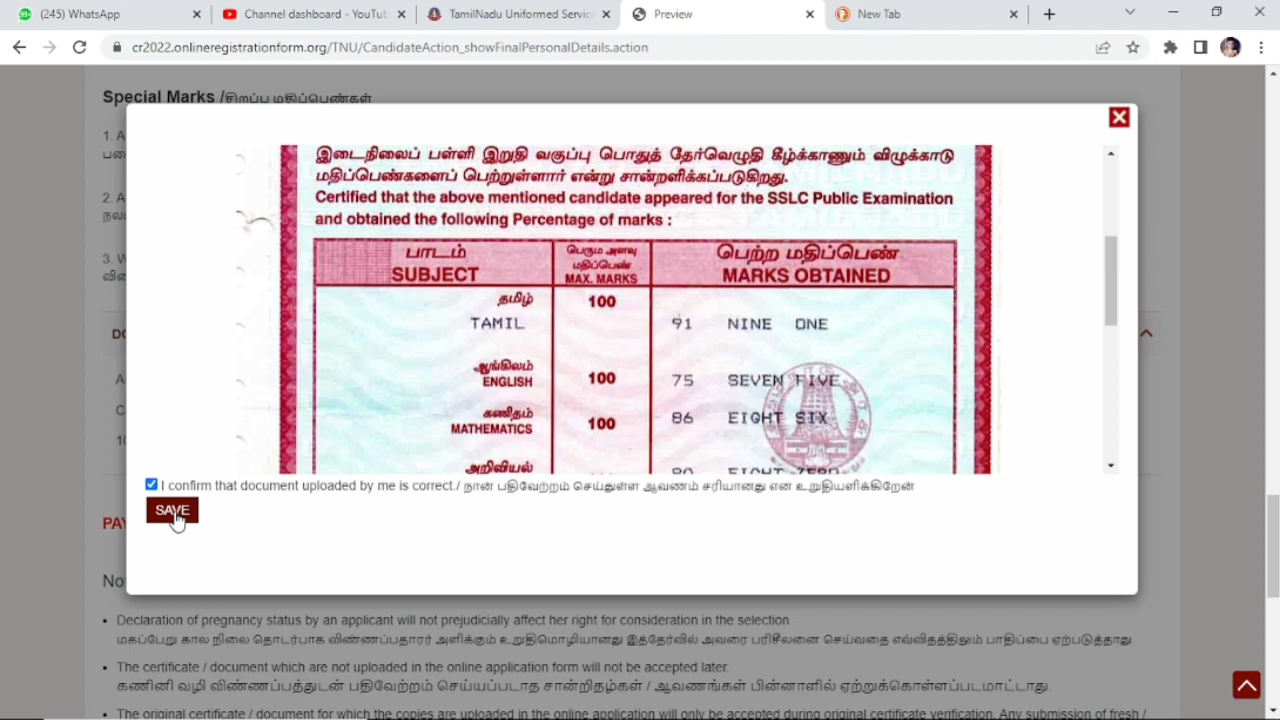 (245) WhatsApp
Channel dashboard - YouTu
TamilNadu Uniformed Servic
Preview
New Tab
cr2022.onlineregistrationform.org/TNU/CandidateAction_showFinalPersonalDetails.action
Special Marks /சிறப்பு மதிப்பெண்கள்
1. A
2. A
நல
3. W
வி
இடைநிலைப் பள்ளி இறுதி வகுப்பு பொதுத் தேர்வெழுதி கீழ்க்காணும் விழுக்காடு
மதிப்பெண்களைப் பெற்றுள்ளார் என்று சான்றளிக்கப்படுகிறது.
Certified that the above mentioned candidate appeared for the SSLC Public Examination
and obtained the following Percentage of marks :
பாடம்
SUBJECT
பெரும அளவு
மதிப்பெண்
MAX. MARKS
பெற்ற மதிப்பெண்
MARKS OBTAINED
தமிழ்
TAMIL
100
91 NINE ONE
ஆங்கிலம்
ENGLISH
100
75 SEVEN FIVE
கணிதம்
MATHEMATICS
100
86 EIGHT SIX
அறிவியல்
80 EIGHT ZERO
DO
A
C
10
I confirm that document uploaded by me is correct./ நான் பதிவேற்றம் செய்துள்ள ஆவணம் சரியானது என உறுதியளிக்கிறேன்
SAVE
PAY
No
Declaration of pregnancy status by an applicant will not prejudicially affect her right for consideration in the selection
மகப்பேறு கால நிலை தொடர்பாக விண்ணப்பதாரர் அளிக்கும் உறுதிமொழியானது இத்தேர்வில் அவரை பரிசீலனை செய்வதை எவ்விதத்திலும் பாதிப்பை ஏற்படுத்தாது
The certificate / document which are not uploaded in the online application form will not be accepted later.
கணினி வழி விண்ணப்பத்துடன் பதிவேற்றம் செய்யப்படாத சான்றிதழ்கள் / ஆவணங்கள் பின்னாளில் ஏற்றுக்கொள்ளப்படமாட்டாது.
The original certificate / document for which the copies are uploaded in the online application will only be accepted during original certificate verification. Any submission of fresh /